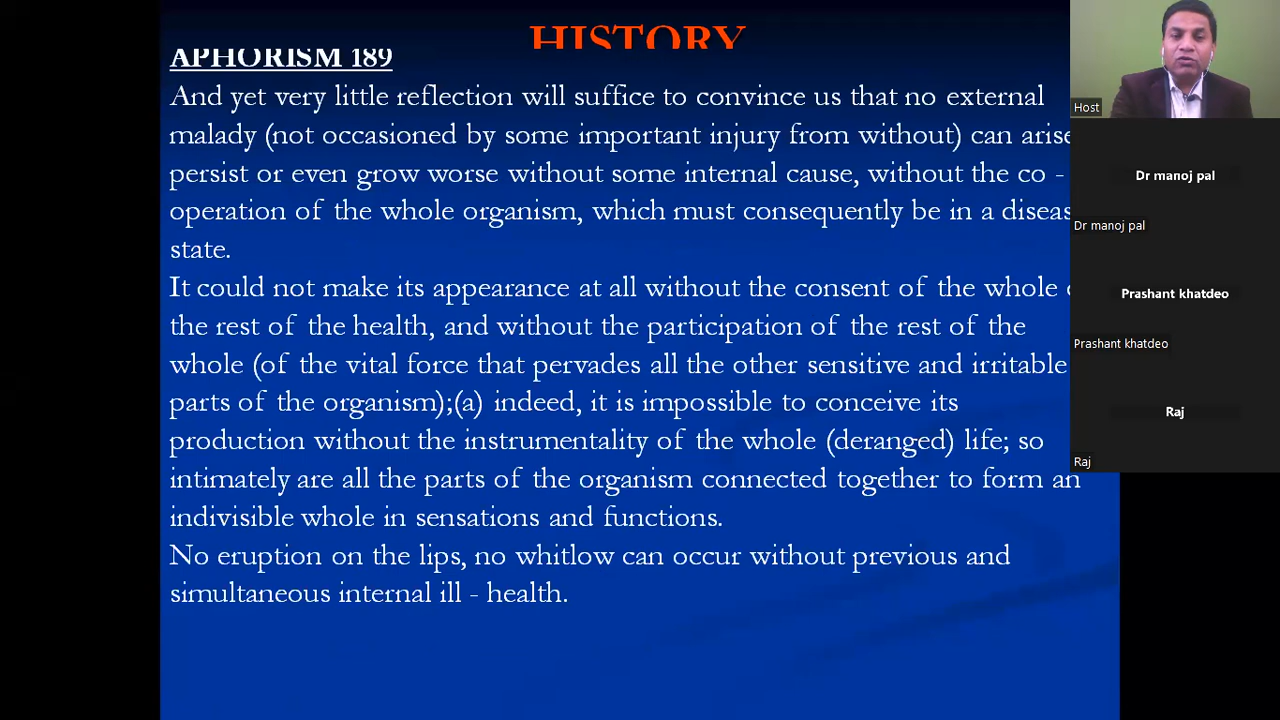 HISTORY
APHORISM 189
And yet very little reflection will suffice to convince us that no external
malady (not occasioned by some important injury from without) can arise
persist or even grow worse without some internal cause, without the co -
operation of the whole organism, which must consequently be in a diseas
state.
It could not make its appearance at all without the consent of the whole
the rest of the health, and without the participation of the rest of the
whole (of the vital force that pervades all the other sensitive and irritable
parts of the organism);(a) indeed, it is impossible to conceive its
production without the instrumentality of the whole (deranged) life; so
intimately are all the parts of the organism connected together to form an
indivisible whole in sensations and functions.
No eruption on the lips, no whitlow can occur without previous and
simultaneous internal ill - health.
Host
Dr manoj pal
Dr manoj pal
Prashant khatdeo
Prashant khatdeo
Raj
Raj